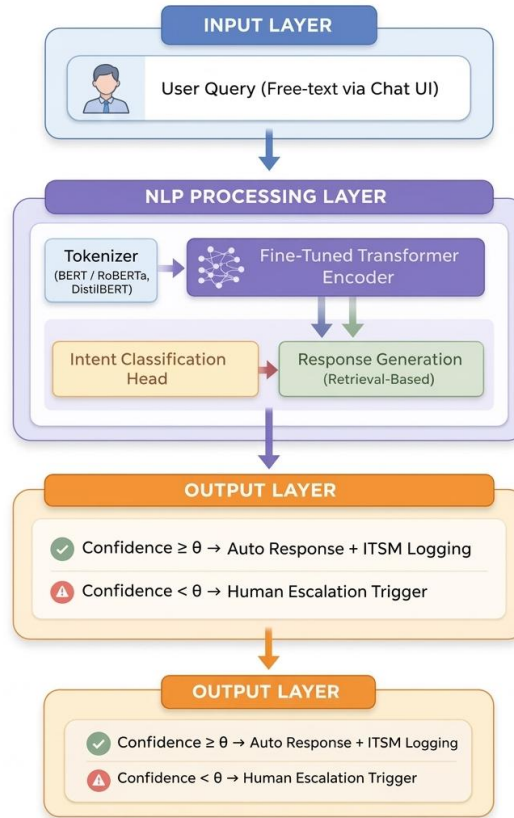 INPUT LAYER
User Query (Free-text via Chat UI)
NLP PROCESSING LAYER
Tokenizer
(BERT / RoBERTa,
DistilBERT)
Fine-Tuned Transformer
Encoder
Intent Classification
Head
Response Generation
(Retrieval-Based)
OUTPUT LAYER
Confidence ≥ θ → Auto Response + ITSM Logging
Confidence < θ → Human Escalation Trigger
OUTPUT LAYER
Confidence ≥ θ → Auto Response + ITSM Logging
Confidence < θ → Human Escalation Trigger